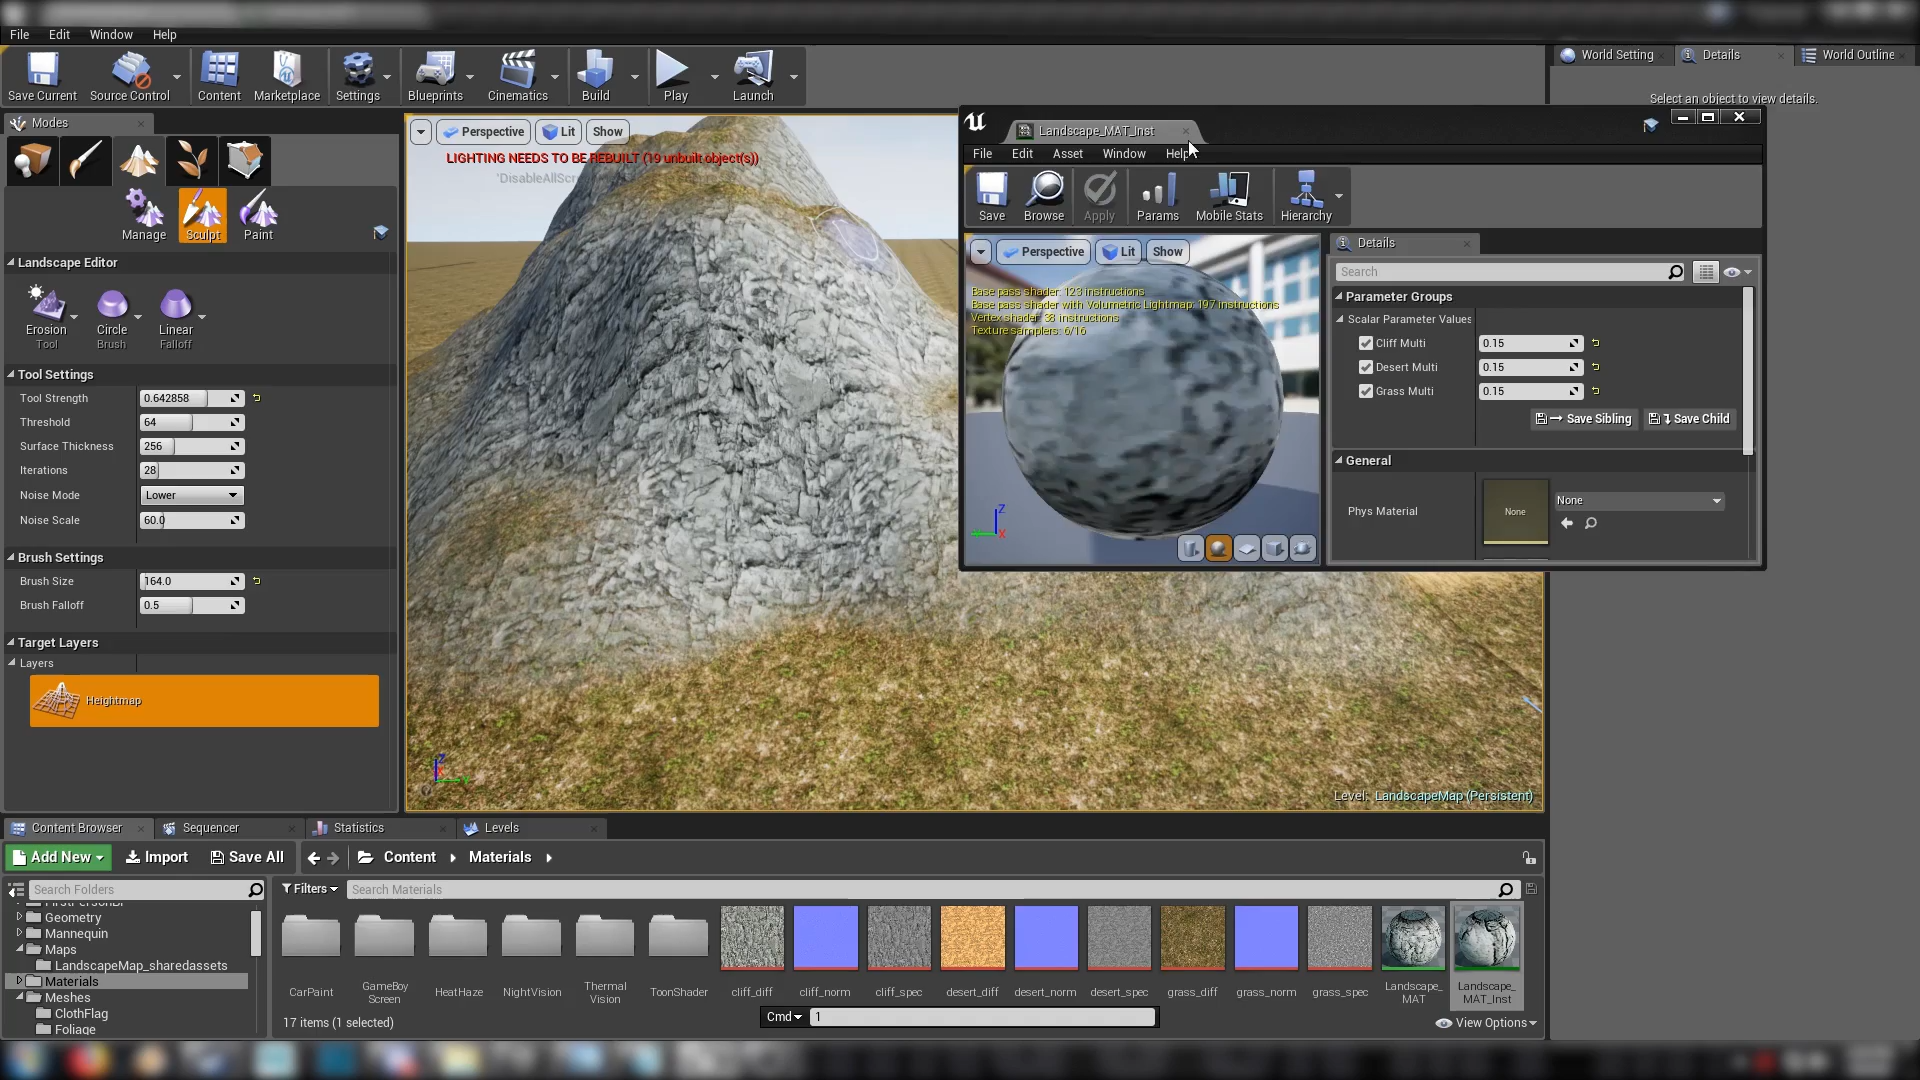 File Edit Window Help
Save Current Source Control Content Marketplace Settings Blueprints Cinematics Build Play Launch
World Setting Details World Outline
Select an object to view details.
Modes
Manage Sculpt Paint
Landscape Editor
Erosion Circle Linear
Tool Brush Falloff
Tool Settings
Tool Strength 0.642858
Threshold 64
Surface Thickness 256
Iterations 28
Noise Mode Lower
Noise Scale 60.0
Brush Settings
Brush Size 164.0
Brush Falloff 0.5
Target Layers
Layers
Heightmap
Perspective Lit Show
LIGHTING NEEDS TO BE REBUILT (19 unbuilt object(s))
'DisableAllScre
Level: LandscapeMap (Persistent)
Landscape_MAT_Inst
File Edit Asset Window Help
Save Browse Apply Params Mobile Stats Hierarchy
Perspective Lit Show
Base pass shader: 123 instructions
Base pass shader with Volumetric Lightmap: 197 instructions
Vertex shader: 38 instructions
Texture samplers: 6/16
Z
X
Details
Search
Parameter Groups
Scalar Parameter Values
Cliff Multi 0.15
Desert Multi 0.15
Grass Multi 0.15
Save Sibling Save Child
General
Phys Material None None
Content Browser Sequencer Statistics Levels
Add New Import Save All Content Materials
Search Folders
Filters Search Materials
Geometry
Mannequin
Maps
LandscapeMap_sharedassets
Materials
Meshes
ClothFlag
Foliage
CarPaint GameBoy Screen HeatHaze NightVision Thermal Vision ToonShader cliff_diff cliff_norm cliff_spec desert_diff desert_norm desert_spec grass_diff grass_norm grass_spec Landscape_MAT Landscape_MAT_Inst
17 items (1 selected)
Cmd 1
View Options